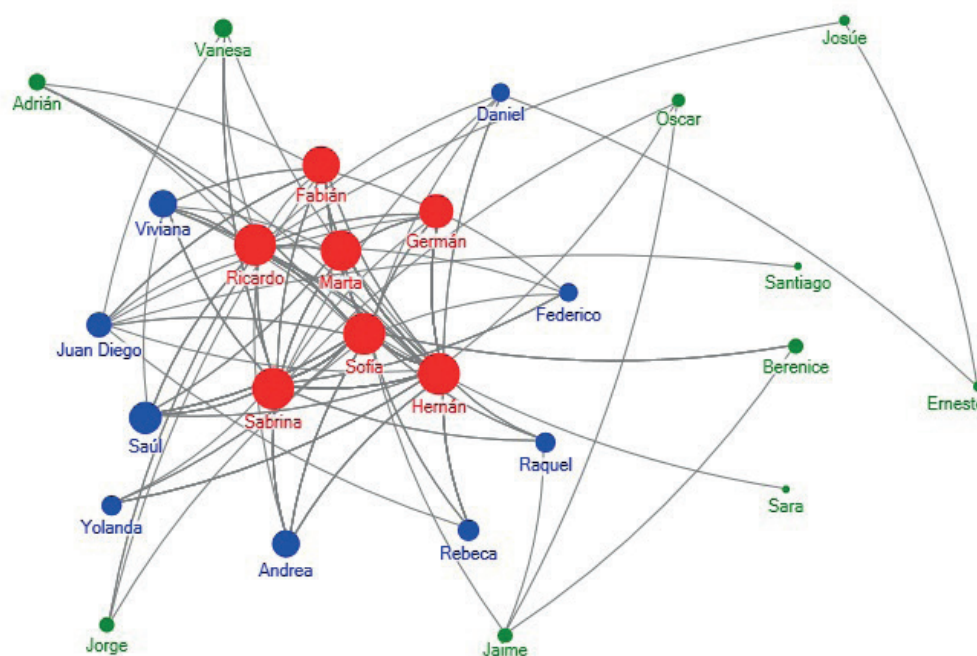 Josúe
Vanesa
Adrián
Daniel
Oscar
Fabián
Viviana
Germán
Ricardo
Marta
Santiago
Federico
Juan Diego
Sofía
Berenice
Ernesto
Hernán
Sabrina
Saúl
Raquel
Sara
Yolanda
Rebeca
Andrea
Jorge
Jaime